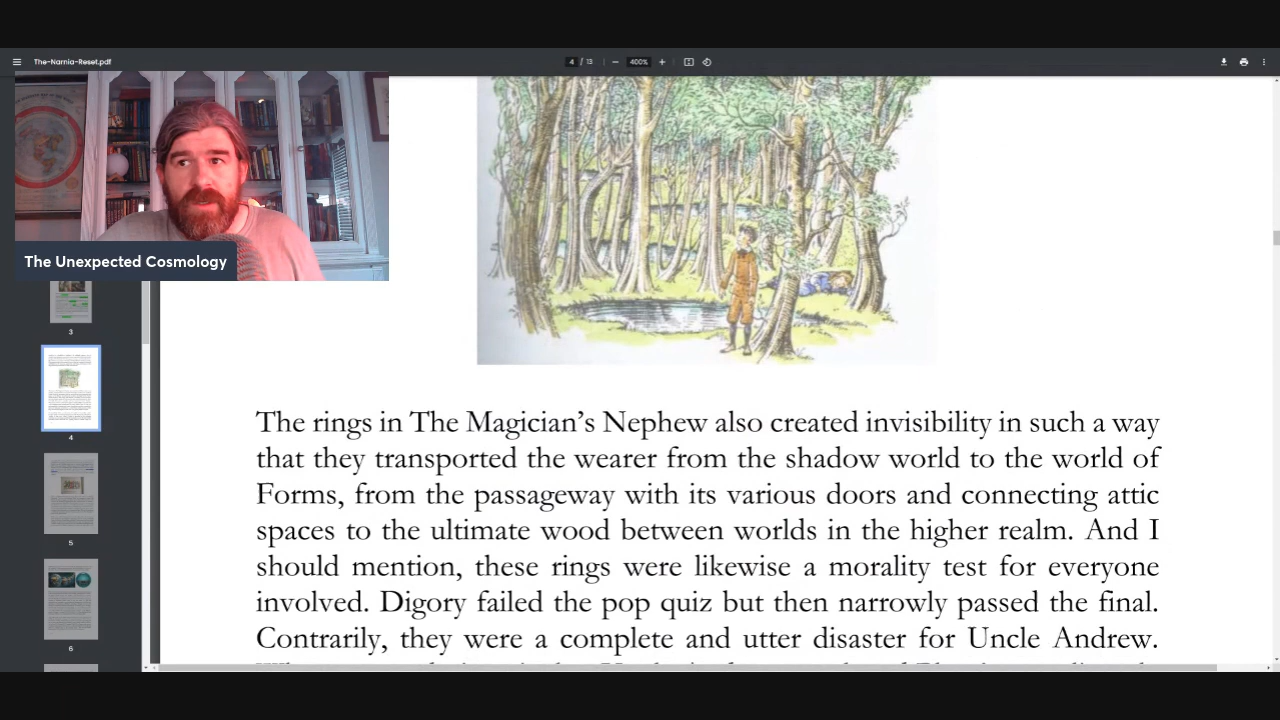 The-Narnia-Reset.pdf
4 / 13
400%
The Unexpected Cosmology
3
4
5
6
The rings in The Magician’s Nephew also created invisibility in such a way
that they transported the wearer from the shadow world to the world of
Forms, from the passageway with its various doors and connecting attic
spaces to the ultimate wood between worlds in the higher realm. And I
should mention, these rings were likewise a morality test for everyone
involved. Digory failed the pop quiz but then narrowly passed the final.
Contrarily, they were a complete and utter disaster for Uncle Andrew.